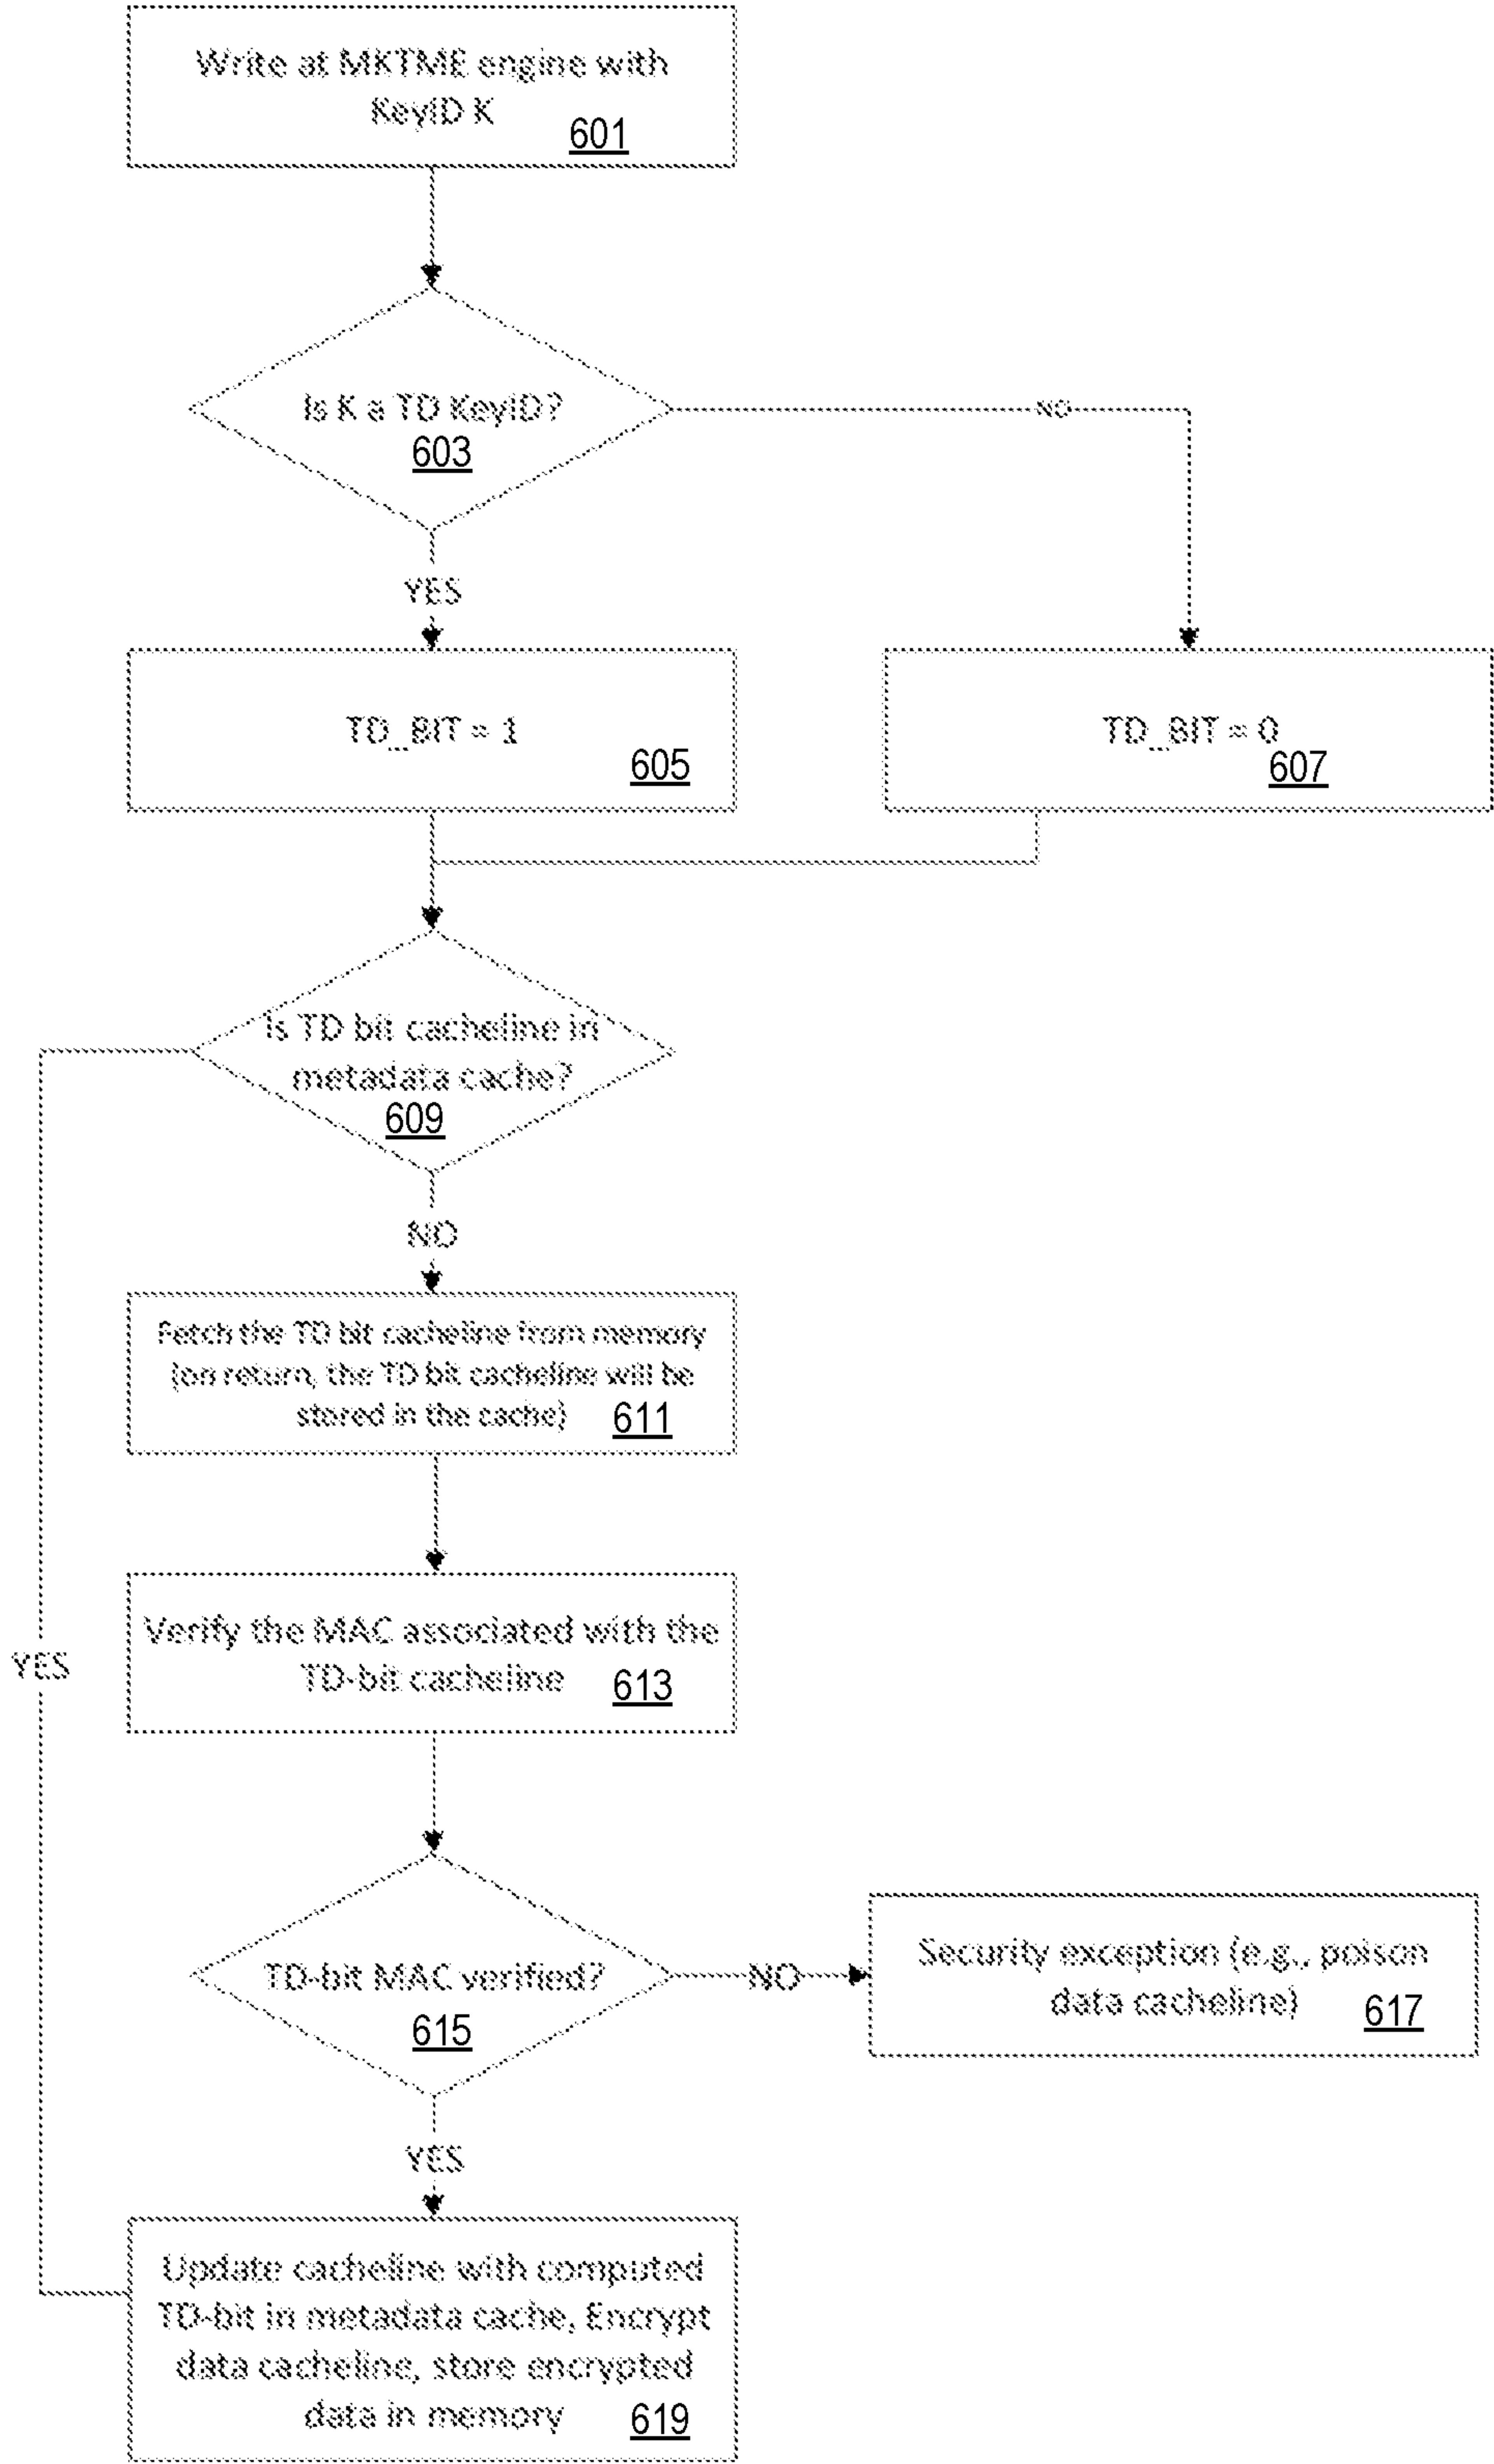 Write at MKTME engine with
KeyID K
601
Is K a TD KeyID?
603
NO
YES
TD_BIT = 1
605
TD_BIT = 0
607
Is TD bit cacheline in
metadata cache?
609
NO
Fetch the TD bit cacheline from memory
(on return, the TD bit cacheline will be
stored in the cache)
611
Verify the MAC associated with the
TD-bit cacheline
613
YES
TD-bit MAC verified?
615
NO
Security exception (e.g., poison
data cacheline)
617
YES
Update cacheline with computed
TD-bit in metadata cache, Encrypt
data cacheline, store encrypted
data in memory
619